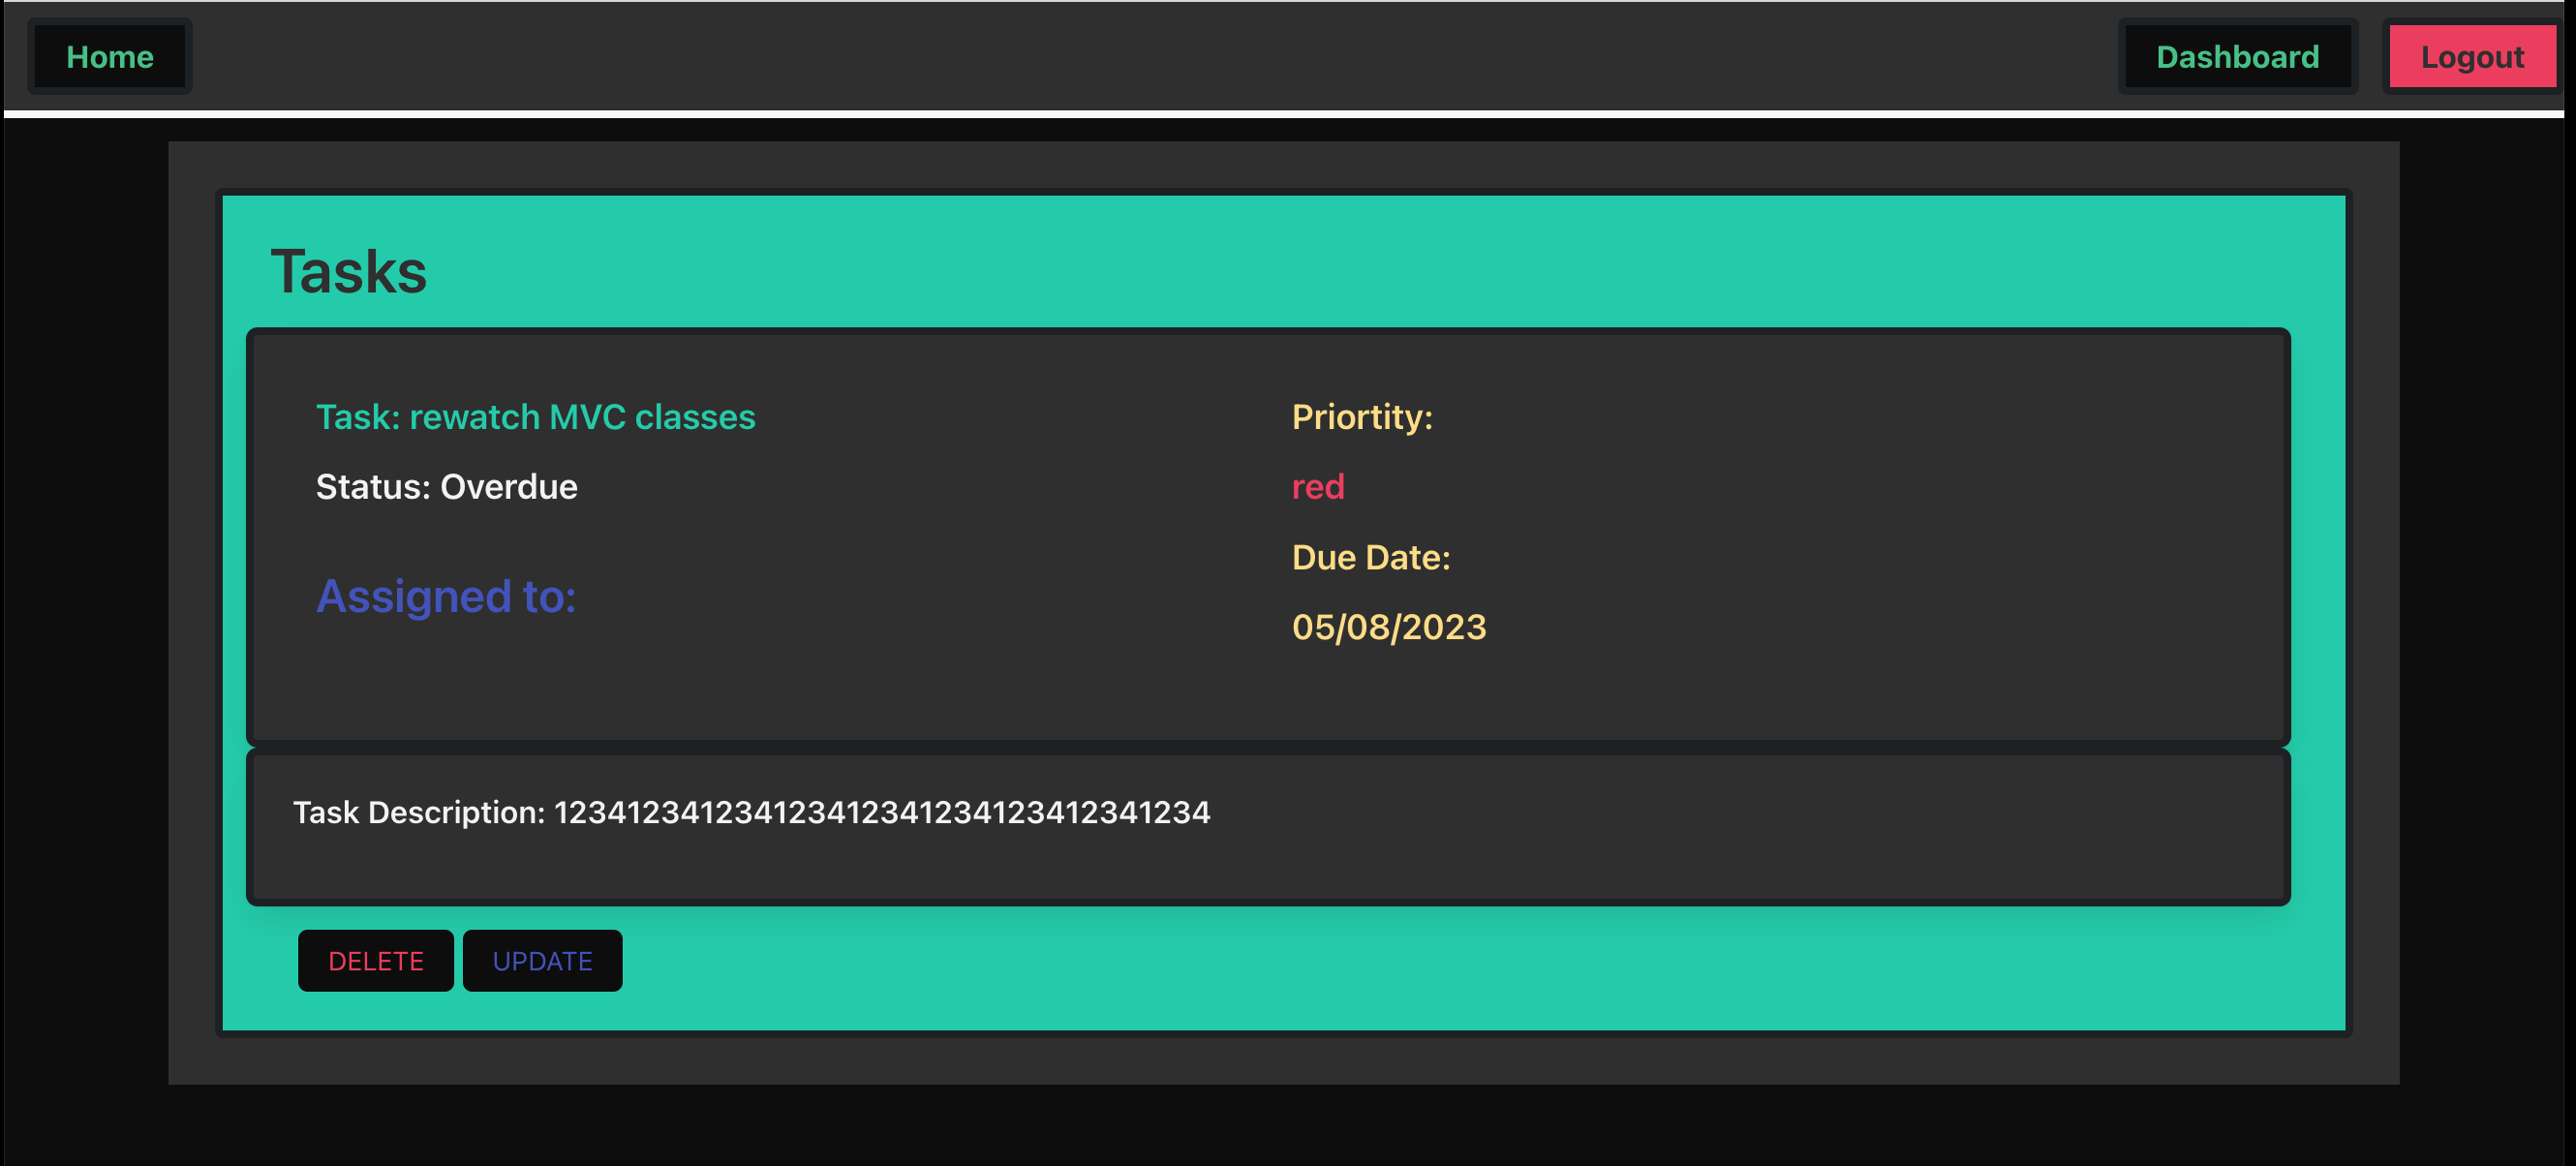 Home
Dashboard
Logout
Tasks
Task: rewatch MVC classes
Status: Overdue
Assigned to:
Priortity:
red
Due Date:
05/08/2023
Task Description: 123412341234123412341234123412341234
DELETE
UPDATE